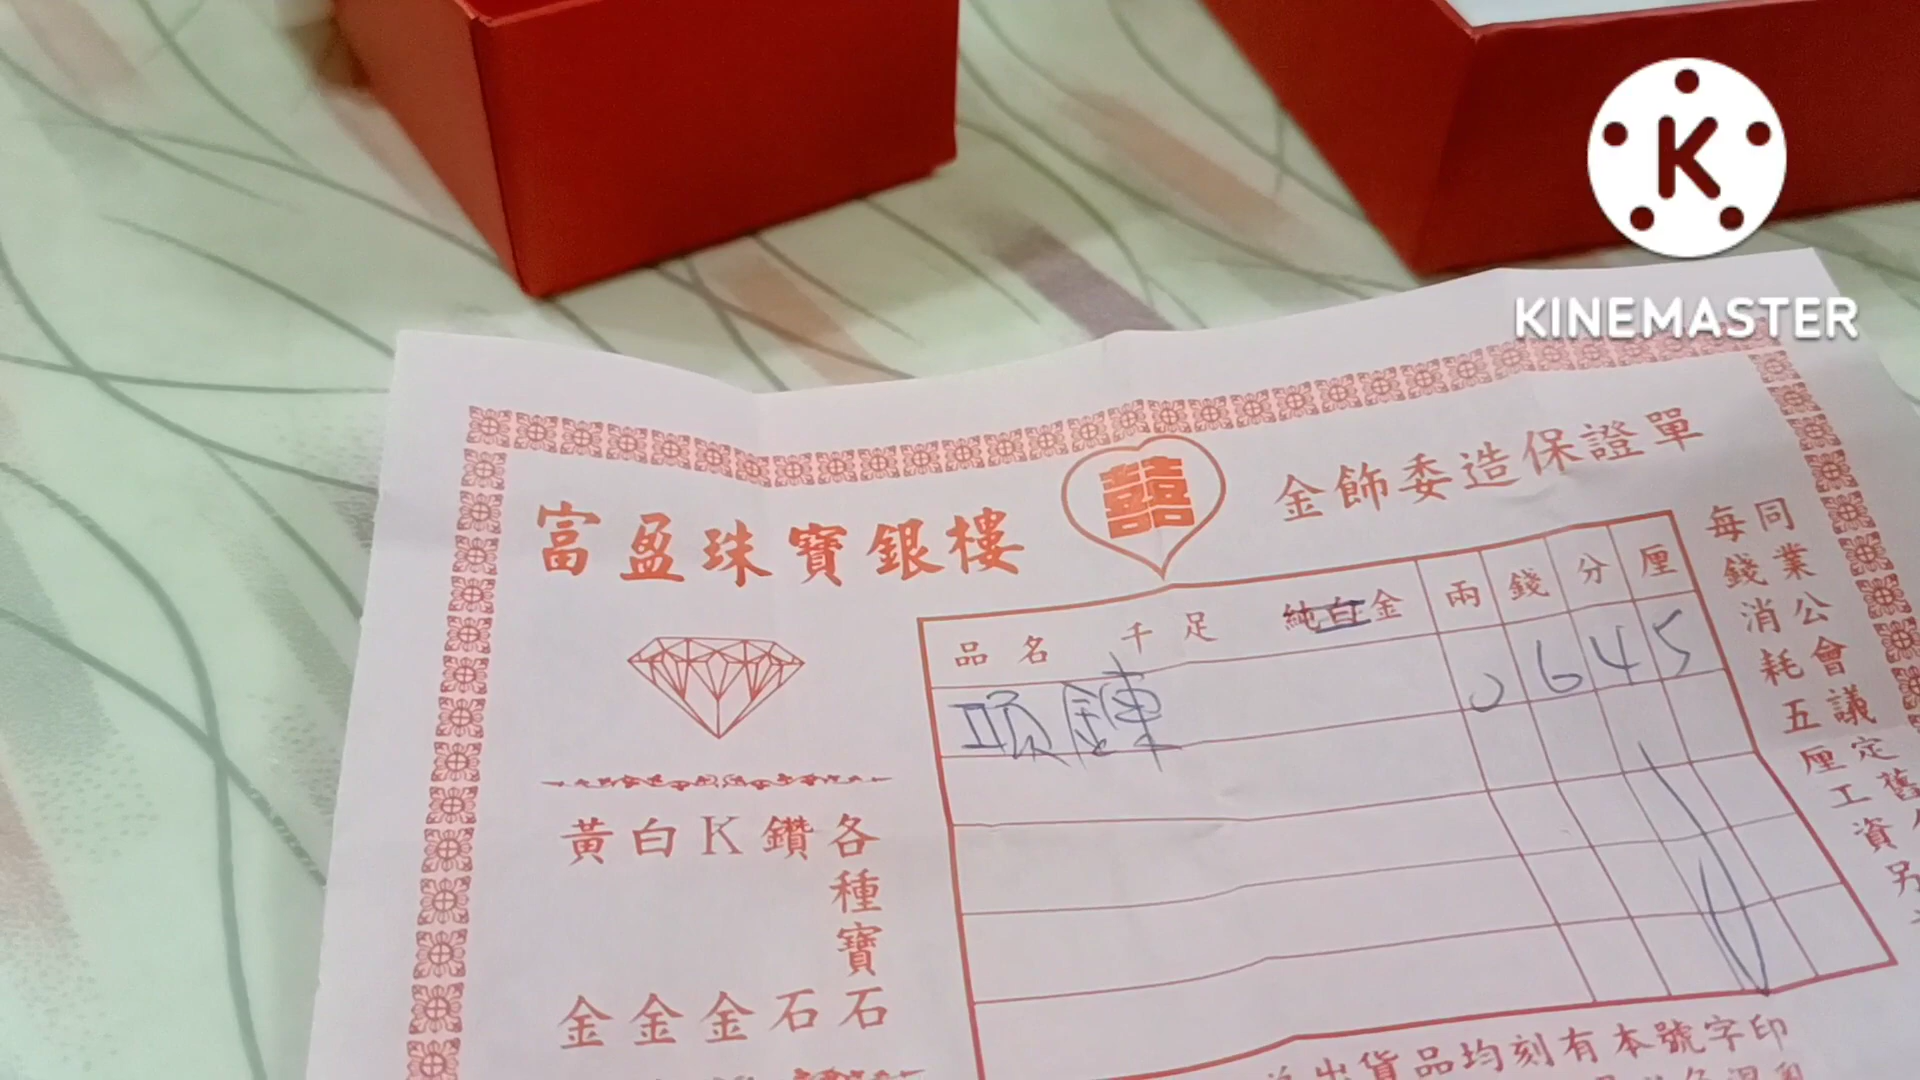 K
KINEMASTER
富盈珠寶銀樓
囍
金飾委造保證單
品名 千足 純白金 兩 錢 分 厘
項鍊 0 6 4 5
同業公會議定
每錢消耗五厘工資另
黃金
白金
K金
鑽石
各種寶石
出貨品均刻有本號字印